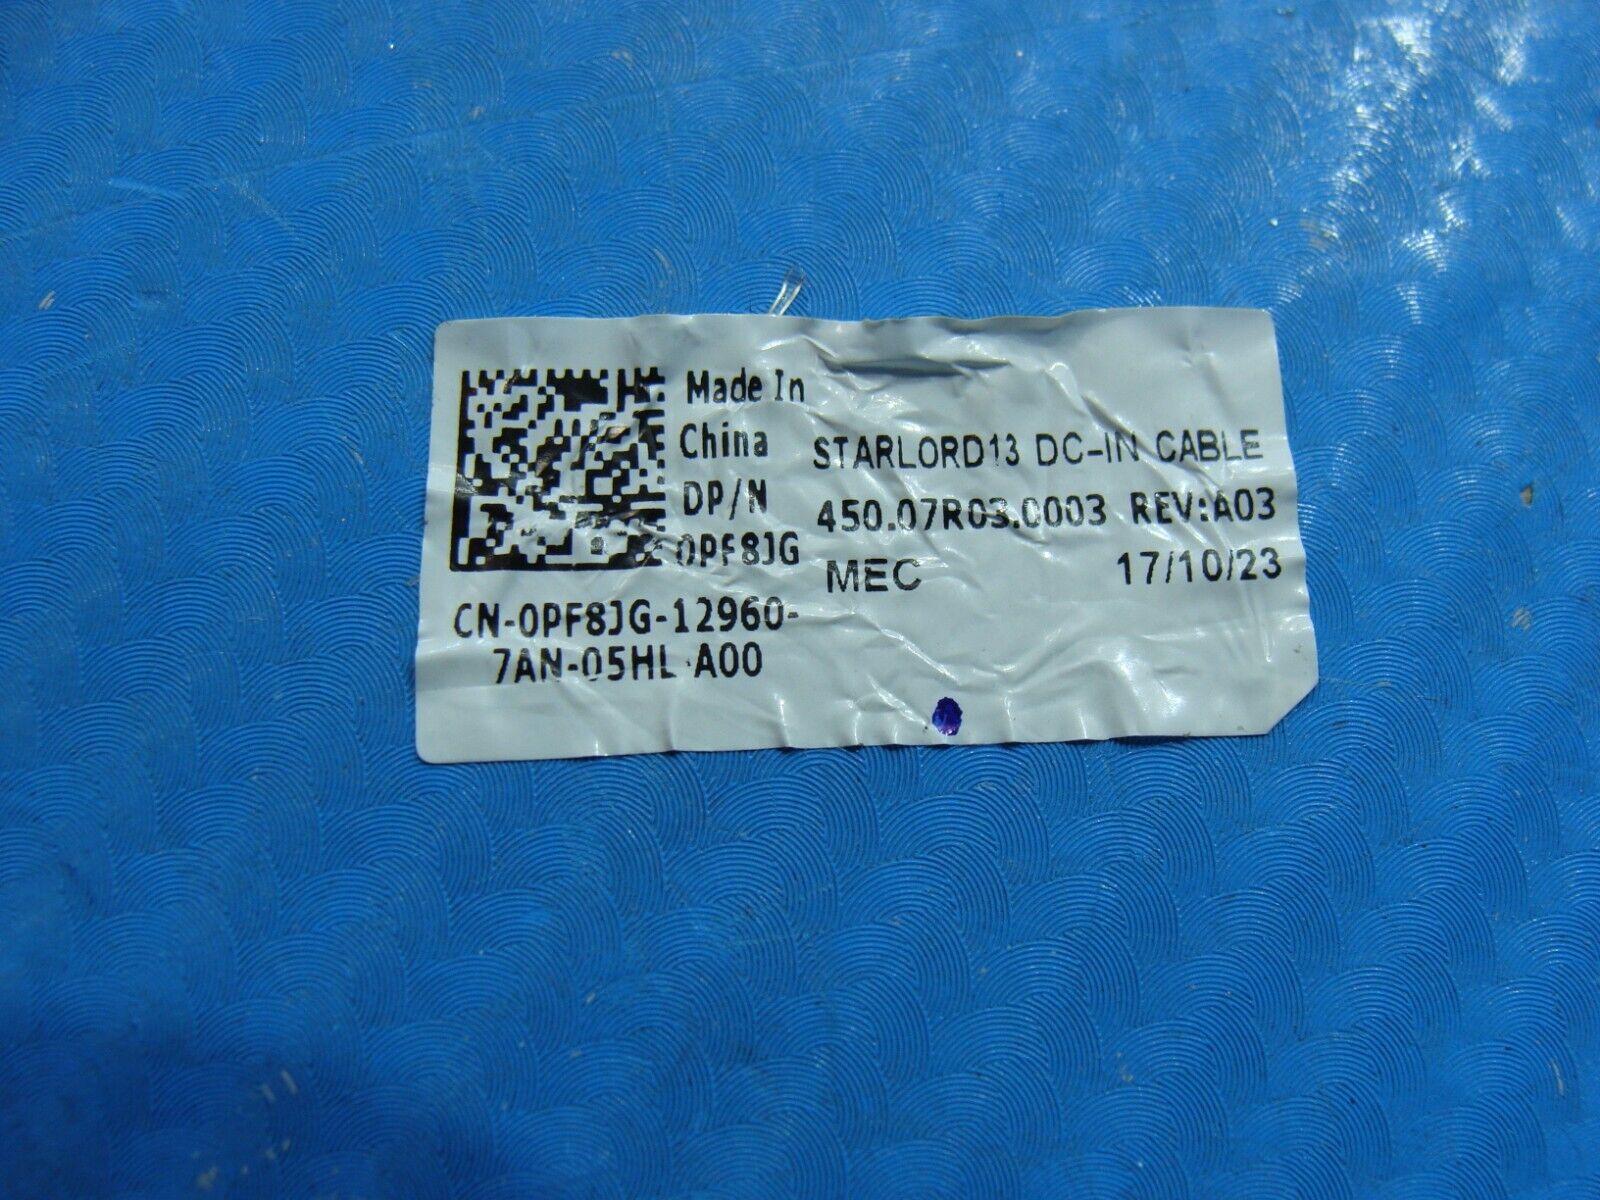 Made In
China
DP/N
0PF8JG
CN-0PF8JG-12960-
7AN-05HL A00
STARLORD13 DC-IN CABLE
450.07R03.0003 REV:A03
MEC 17/10/23